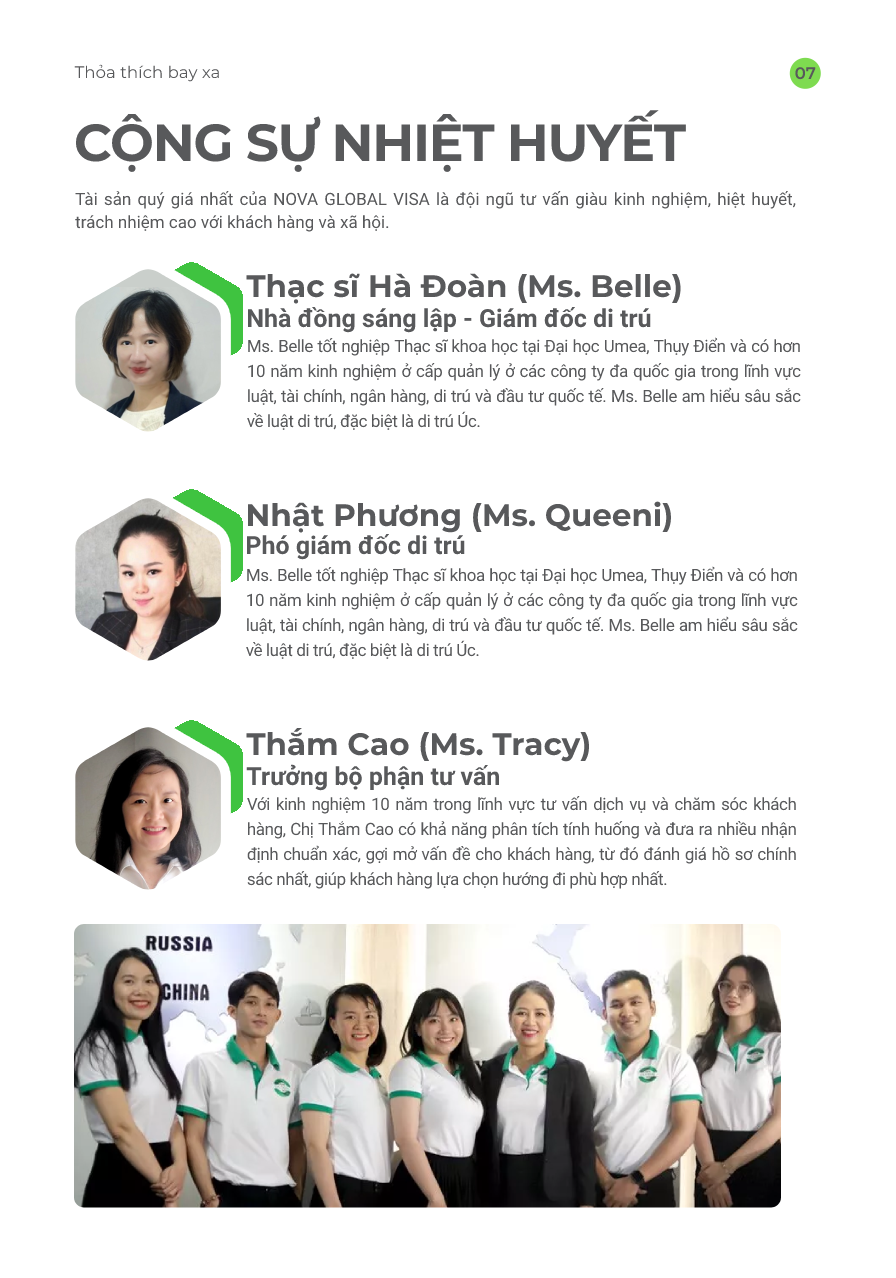 Thỏa thích bay xa
07
CỘNG SỰ NHIỆT HUYẾT
Tài sản quý giá nhất của NOVA GLOBAL VISA là đội ngũ tư vấn giàu kinh nghiệm, hiệt huyết,
trách nhiệm cao với khách hàng và xã hội.
Thạc sĩ Hà Đoàn (Ms. Belle)
Nhà đồng sáng lập - Giám đốc di trú
Ms. Belle tốt nghiệp Thạc sĩ khoa học tại Đại học Umea, Thụy Điển và có hơn
10 năm kinh nghiệm ở cấp quản lý ở các công ty đa quốc gia trong lĩnh vực
luật, tài chính, ngân hàng, di trú và đầu tư quốc tế. Ms. Belle am hiểu sâu sắc
về luật di trú, đặc biệt là di trú Úc.
Nhật Phương (Ms. Queeni)
Phó giám đốc di trú
Ms. Belle tốt nghiệp Thạc sĩ khoa học tại Đại học Umea, Thụy Điển và có hơn
10 năm kinh nghiệm ở cấp quản lý ở các công ty đa quốc gia trong lĩnh vực
luật, tài chính, ngân hàng, di trú và đầu tư quốc tế. Ms. Belle am hiểu sâu sắc
về luật di trú, đặc biệt là di trú Úc.
Thắm Cao (Ms. Tracy)
Trưởng bộ phận tư vấn
Với kinh nghiệm 10 năm trong lĩnh vực tư vấn dịch vụ và chăm sóc khách
hàng, Chị Thắm Cao có khả năng phân tích tính huống và đưa ra nhiều nhận
định chuẩn xác, gợi mở vấn đề cho khách hàng, từ đó đánh giá hồ sơ chính
sác nhất, giúp khách hàng lựa chọn hướng đi phù hợp nhất.
RUSSIA
CHINA